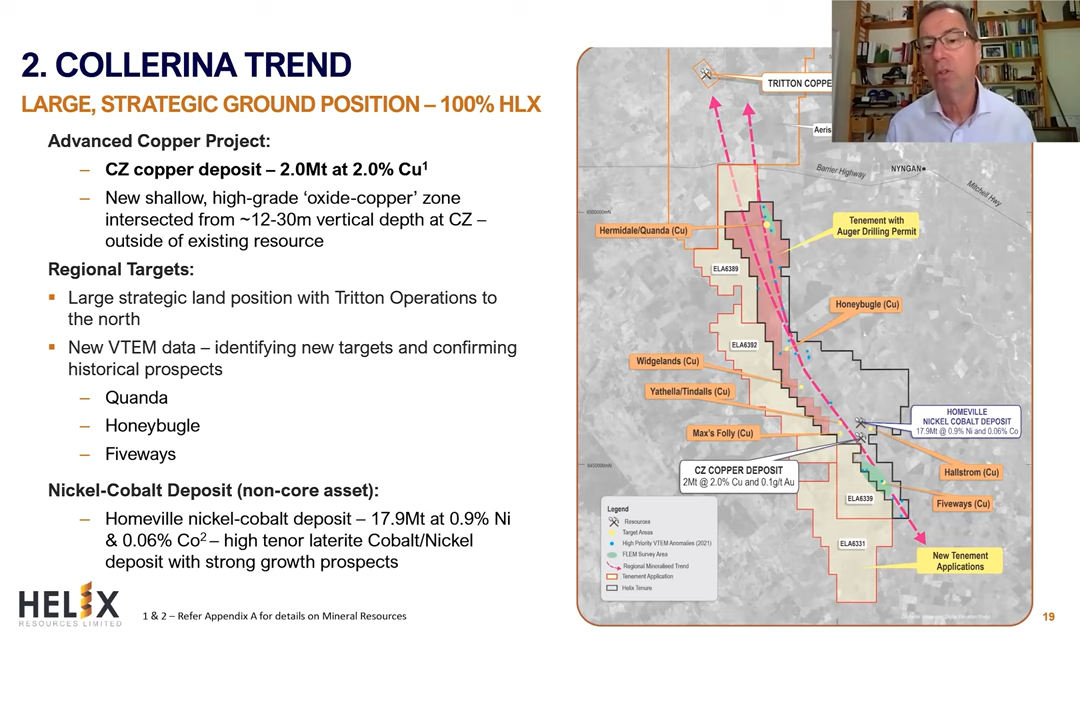 2. COLLERINA TREND
LARGE, STRATEGIC GROUND POSITION – 100% HLX
Advanced Copper Project:
– CZ copper deposit – 2.0Mt at 2.0% Cu¹
– New shallow, high-grade ‘oxide-copper’ zone
intersected from ~12-30m vertical depth at CZ –
outside of existing resource
Regional Targets:
▪ Large strategic land position with Tritton Operations to
the north
▪ New VTEM data – identifying new targets and confirming
historical prospects
– Quanda
– Honeybugle
– Fiveways
Nickel-Cobalt Deposit (non-core asset):
– Homeville nickel-cobalt deposit – 17.9Mt at 0.9% Ni
& 0.06% Co² – high tenor laterite Cobalt/Nickel
deposit with strong growth prospects
HELIX
RESOURCES LIMITED
1 & 2 – Refer Appendix A for details on Mineral Resources
TRITTON COPPE
Aeris
Barrier Highway
NYNGAN
Mitchell Hwy
Hermidale/Quanda (Cu)
Tenement with
Auger Drilling Permit
ELA6389
Honeybugle (Cu)
ELA6392
Widgelands (Cu)
Yathella/Tindalls (Cu)
Max's Folly (Cu)
HOMEVILLE
NICKEL COBALT DEPOSIT
17.9Mt @ 0.9% Ni and 0.06% Co
CZ COPPER DEPOSIT
2Mt @ 2.0% Cu and 0.1g/t Au
Hallstrom (Cu)
ELA6339
Fiveways (Cu)
ELA6331
New Tenement
Applications
Legend
Resources
Target Areas
High Priority VTEM Anomalies (2021)
FLEM Survey Area
Regional Mineralised Trend
Tenement Application
Helix Tenure
19